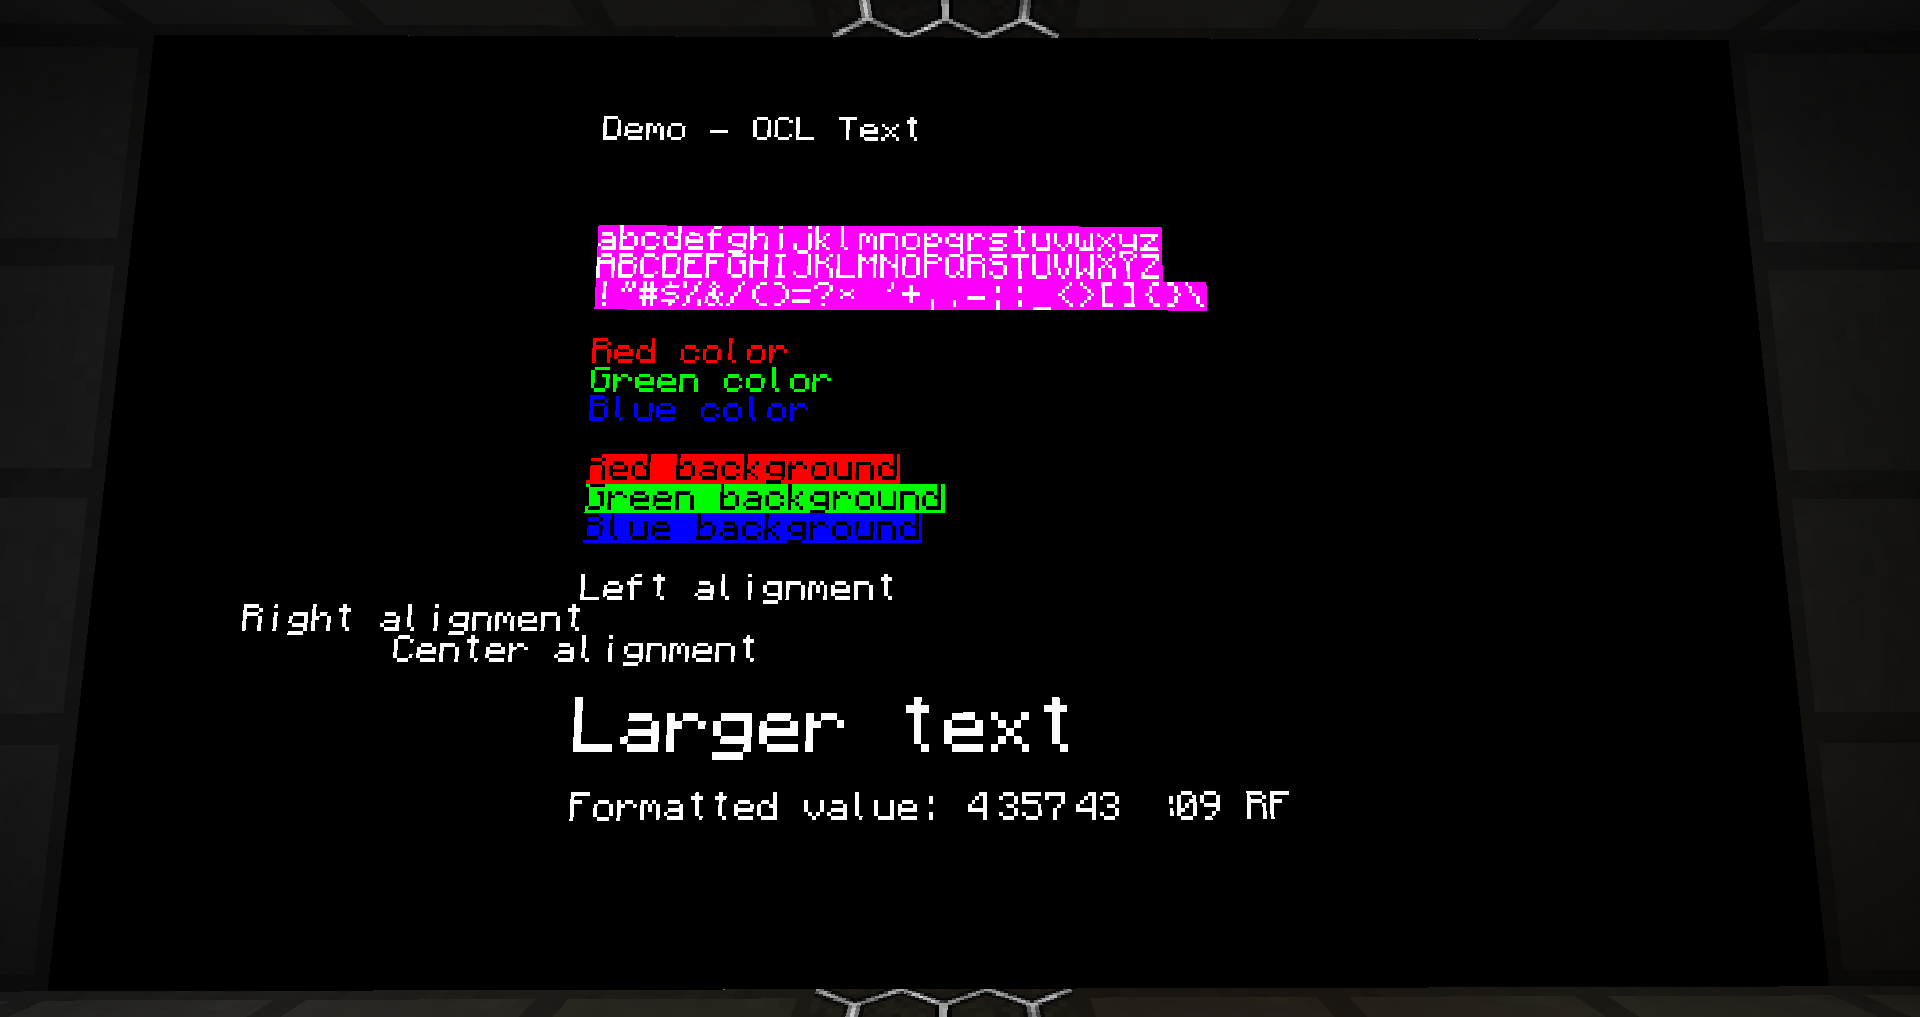 Demo - OCL Text
abcdefghijklmnopqrstuvwxyz
ABCDEFGHIJKLMNOPQRSTUVWXYZ
!"#$%&/()=?* '+,.-;:_<>[]{}\
Red color
Green color
Blue color
Red background
Green background
Blue background
Left alignment
Right alignment
Center alignment
Larger text
Formatted value: 435743 :09 RF